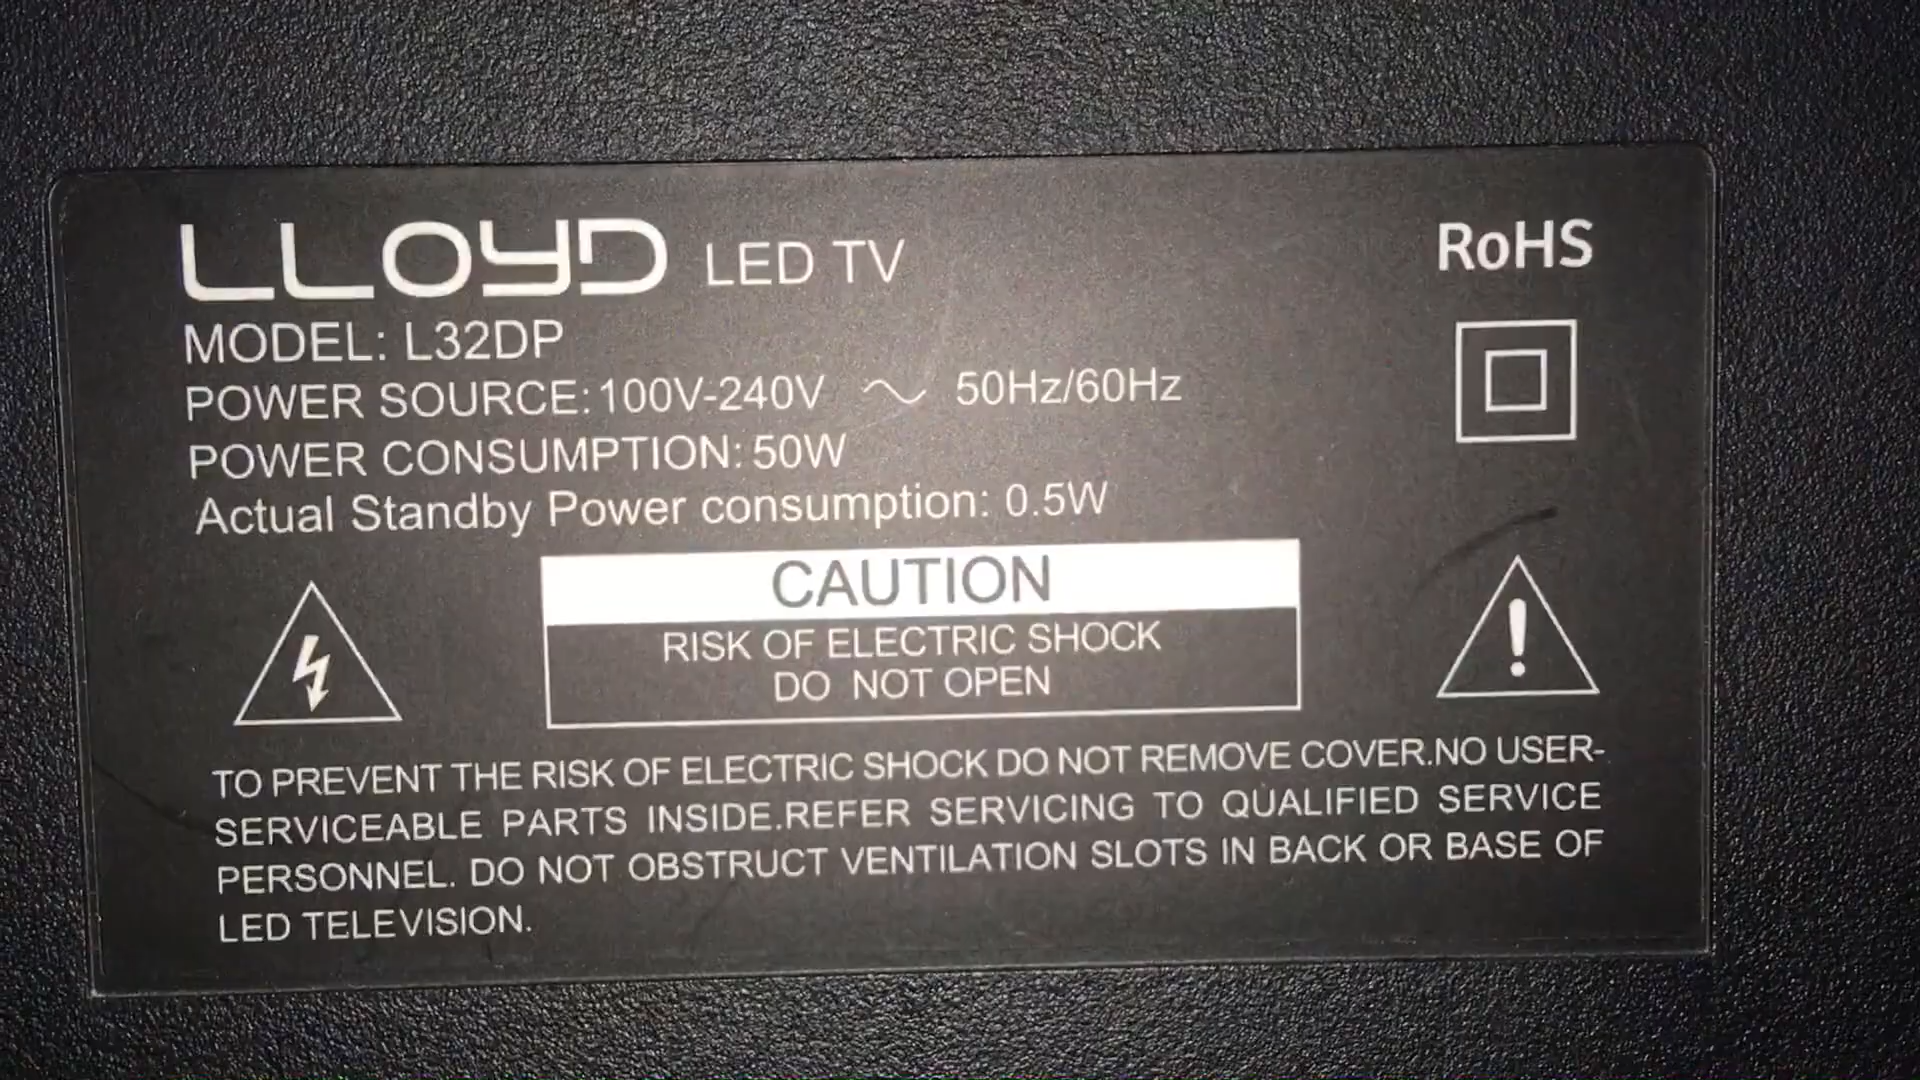 LLOYD LED TV
RoHS
MODEL: L32DP
POWER SOURCE: 100V-240V ~ 50Hz/60Hz
POWER CONSUMPTION: 50W
Actual Standby Power consumption: 0.5W
CAUTION
RISK OF ELECTRIC SHOCK
DO NOT OPEN
TO PREVENT THE RISK OF ELECTRIC SHOCK DO NOT REMOVE COVER.NO USER-
SERVICEABLE PARTS INSIDE.REFER SERVICING TO QUALIFIED SERVICE
PERSONNEL. DO NOT OBSTRUCT VENTILATION SLOTS IN BACK OR BASE OF
LED TELEVISION.